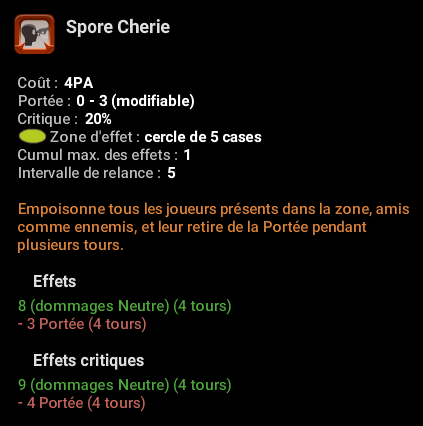 Spore Cherie
Coût : 4PA
Portée : 0 - 3 (modifiable)
Critique : 20%
Zone d'effet : cercle de 5 cases
Cumul max. des effets : 1
Intervalle de relance : 5
Empoisonne tous les joueurs présents dans la zone, amis
comme ennemis, et leur retire de la Portée pendant
plusieurs tours.
Effets
8 (dommages Neutre) (4 tours)
- 3 Portée (4 tours)
Effets critiques
9 (dommages Neutre) (4 tours)
- 4 Portée (4 tours)